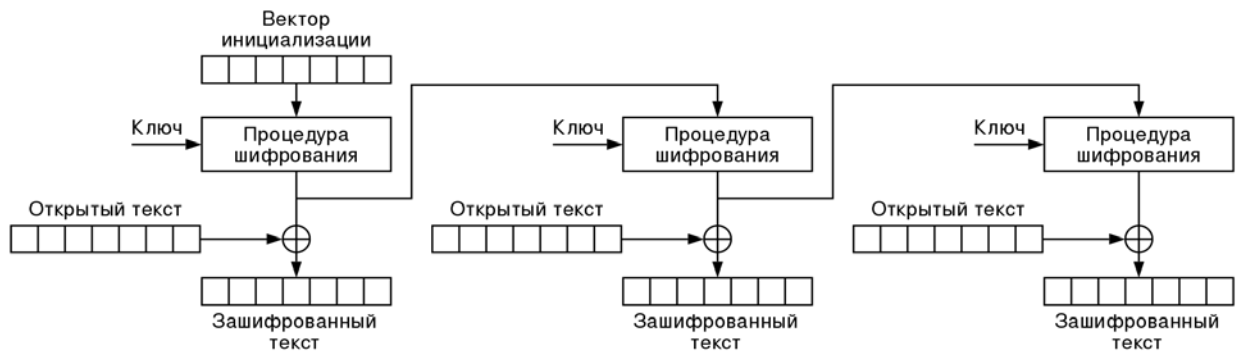 Вектор
инициализации
Ключ
Процедура
шифрования
Ключ
Процедура
шифрования
Ключ
Процедура
шифрования
Открытый текст
Открытый текст
Открытый текст
Зашифрованный
текст
Зашифрованный
текст
Зашифрованный
текст